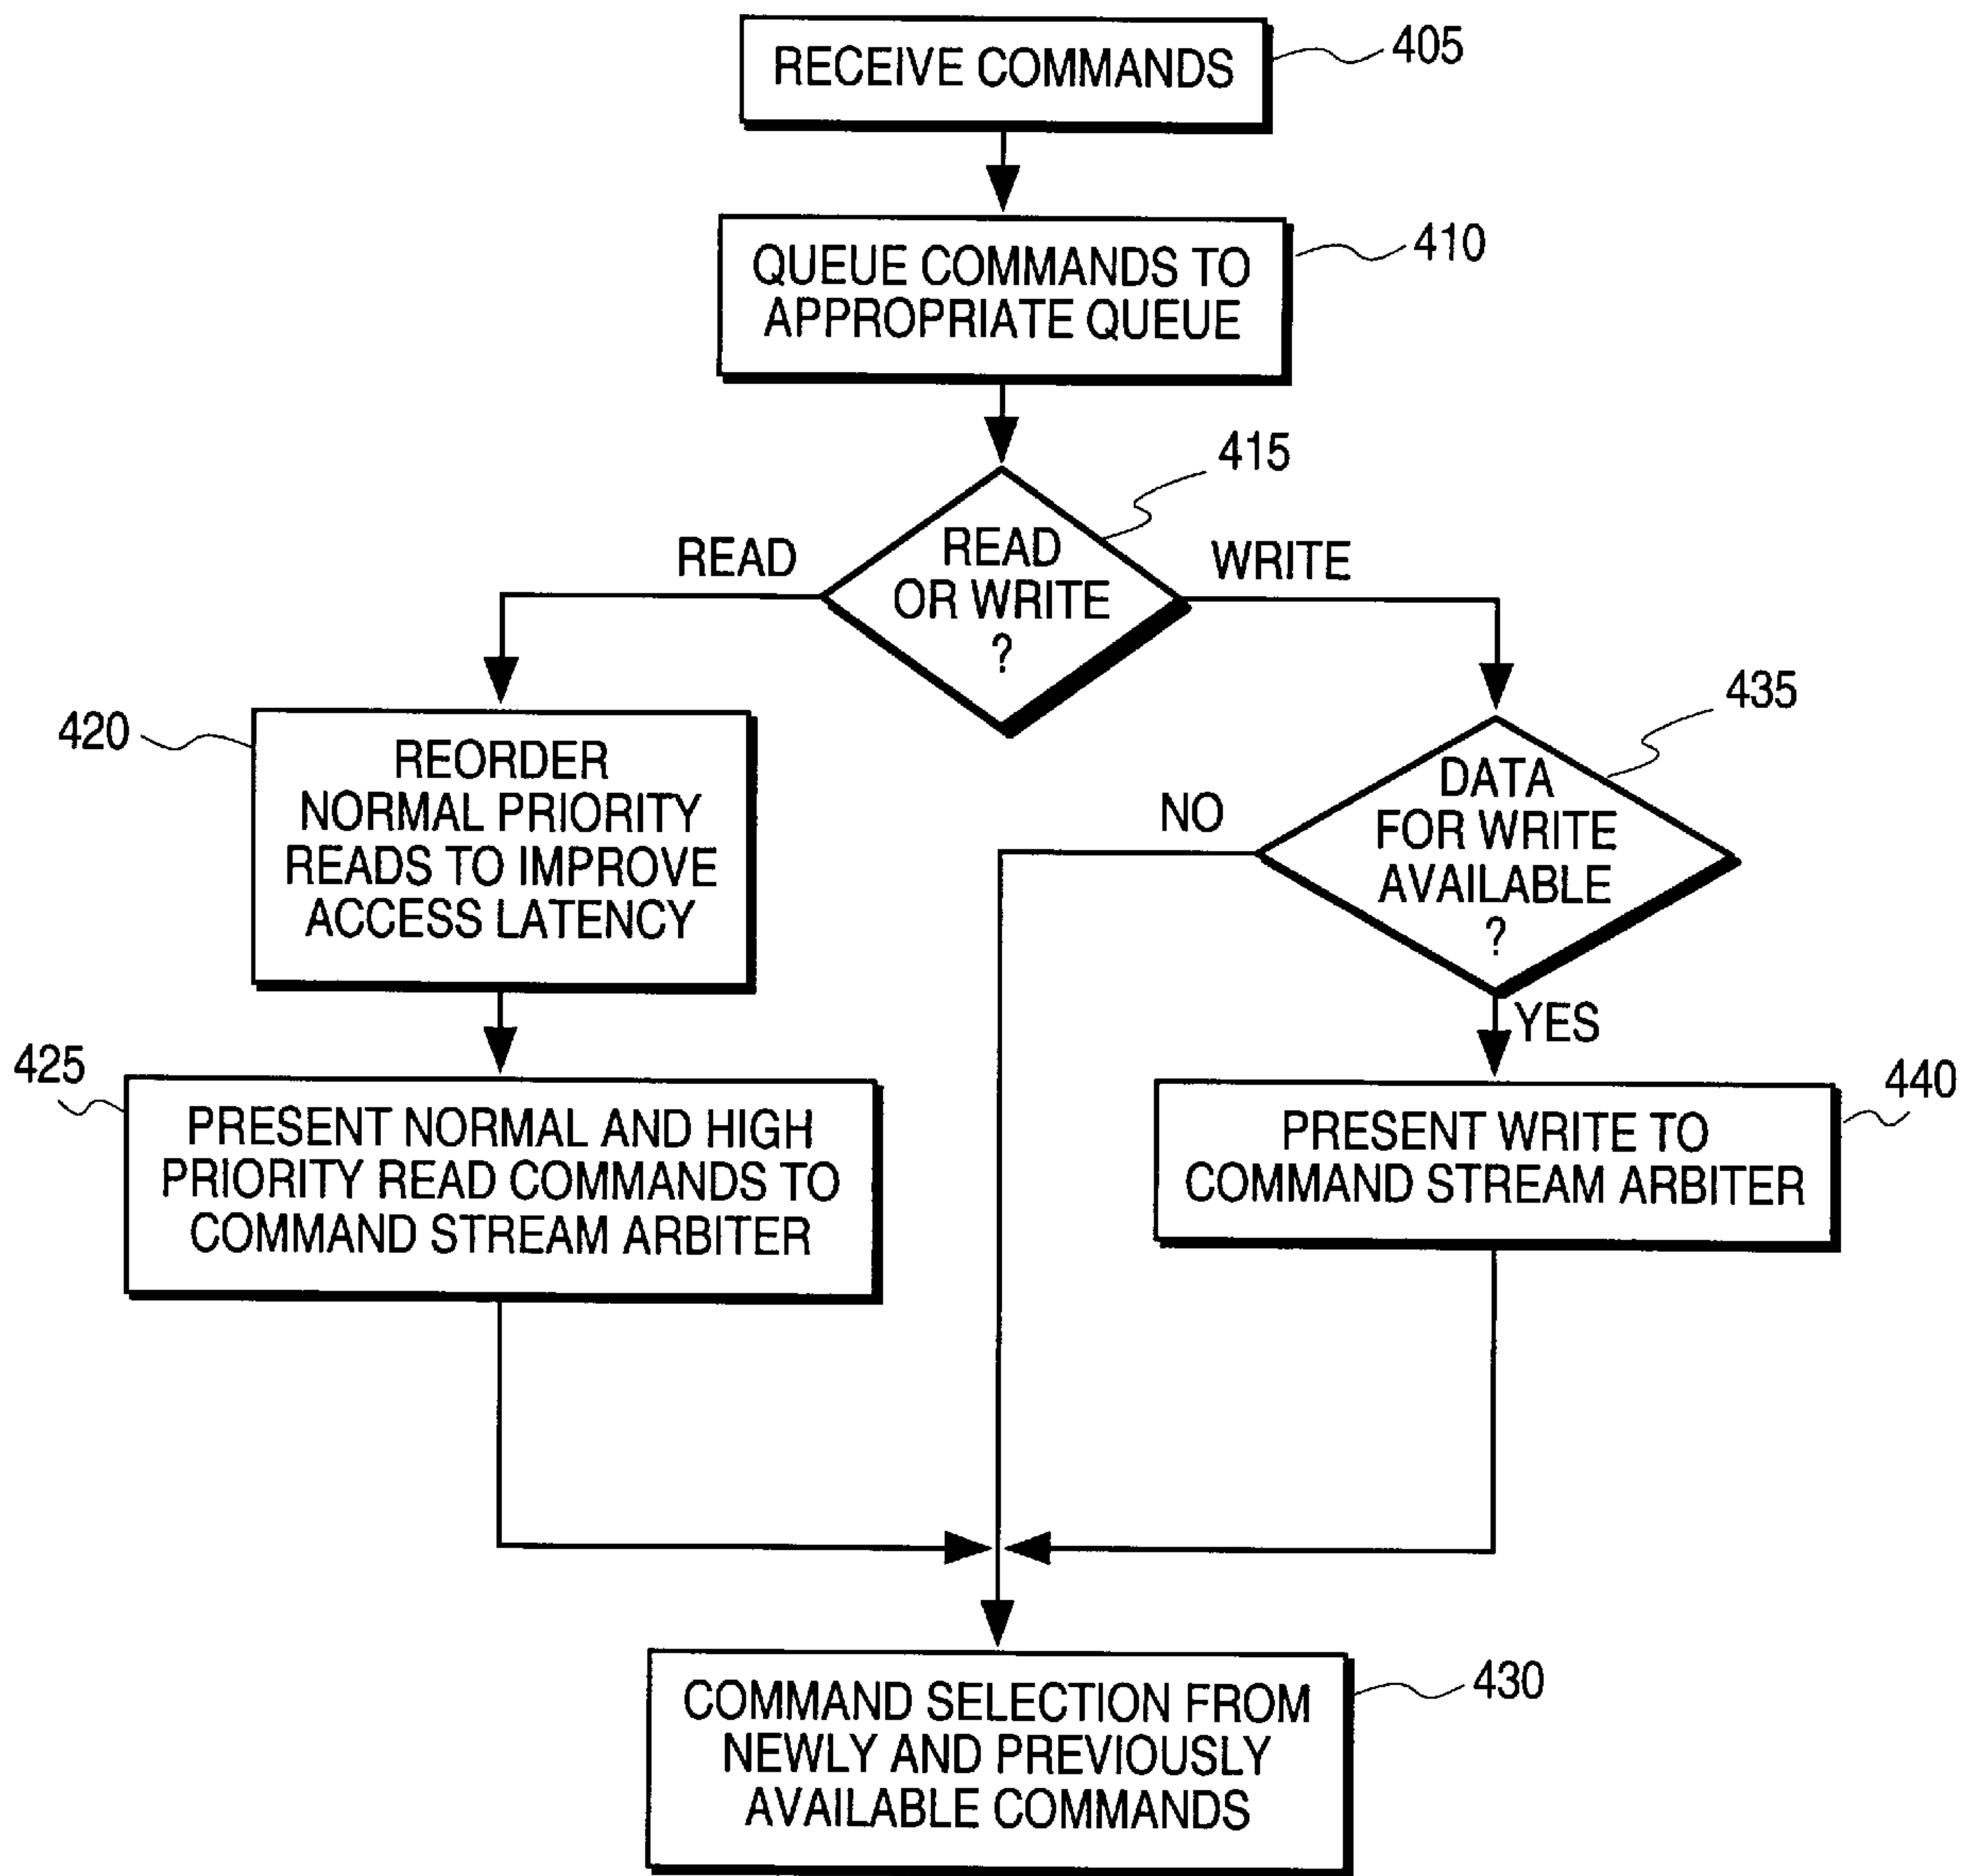 RECEIVE COMMANDS
405
QUEUE COMMANDS TO
APPROPRIATE QUEUE
410
415
READ
OR WRITE
?
READ
WRITE
420
REORDER
NORMAL PRIORITY
READS TO IMPROVE
ACCESS LATENCY
435
DATA
FOR WRITE
AVAILABLE
?
NO
YES
425
PRESENT NORMAL AND HIGH
PRIORITY READ COMMANDS TO
COMMAND STREAM ARBITER
440
PRESENT WRITE TO
COMMAND STREAM ARBITER
COMMAND SELECTION FROM
NEWLY AND PREVIOUSLY
AVAILABLE COMMANDS
430